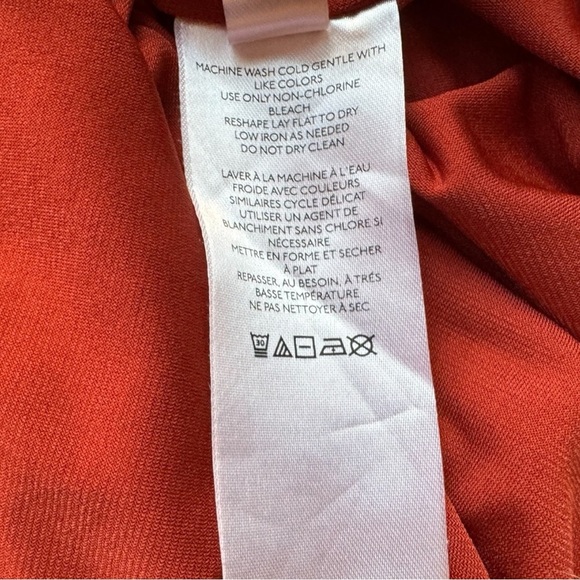 MACHINE WASH COLD GENTLE WITH
LIKE COLORS
USE ONLY NON-CHLORINE
BLEACH
RESHAPE LAY FLAT TO DRY
LOW IRON AS NEEDED
DO NOT DRY CLEAN
LAVER À LA MACHINE À L'EAU
FROIDE AVEC COULEURS
SIMILAIRES CYCLE DÉLICAT
UTILISER UN AGENT DE
BLANCHIMENT SANS CHLORE SI
NÉCESSAIRE
METTRE EN FORME ET SECHER
À PLAT
REPASSER, AU BESOIN, À TRÉS
BASSE TEMPÉRATURE
NE PAS NETTOYER À SEC
30